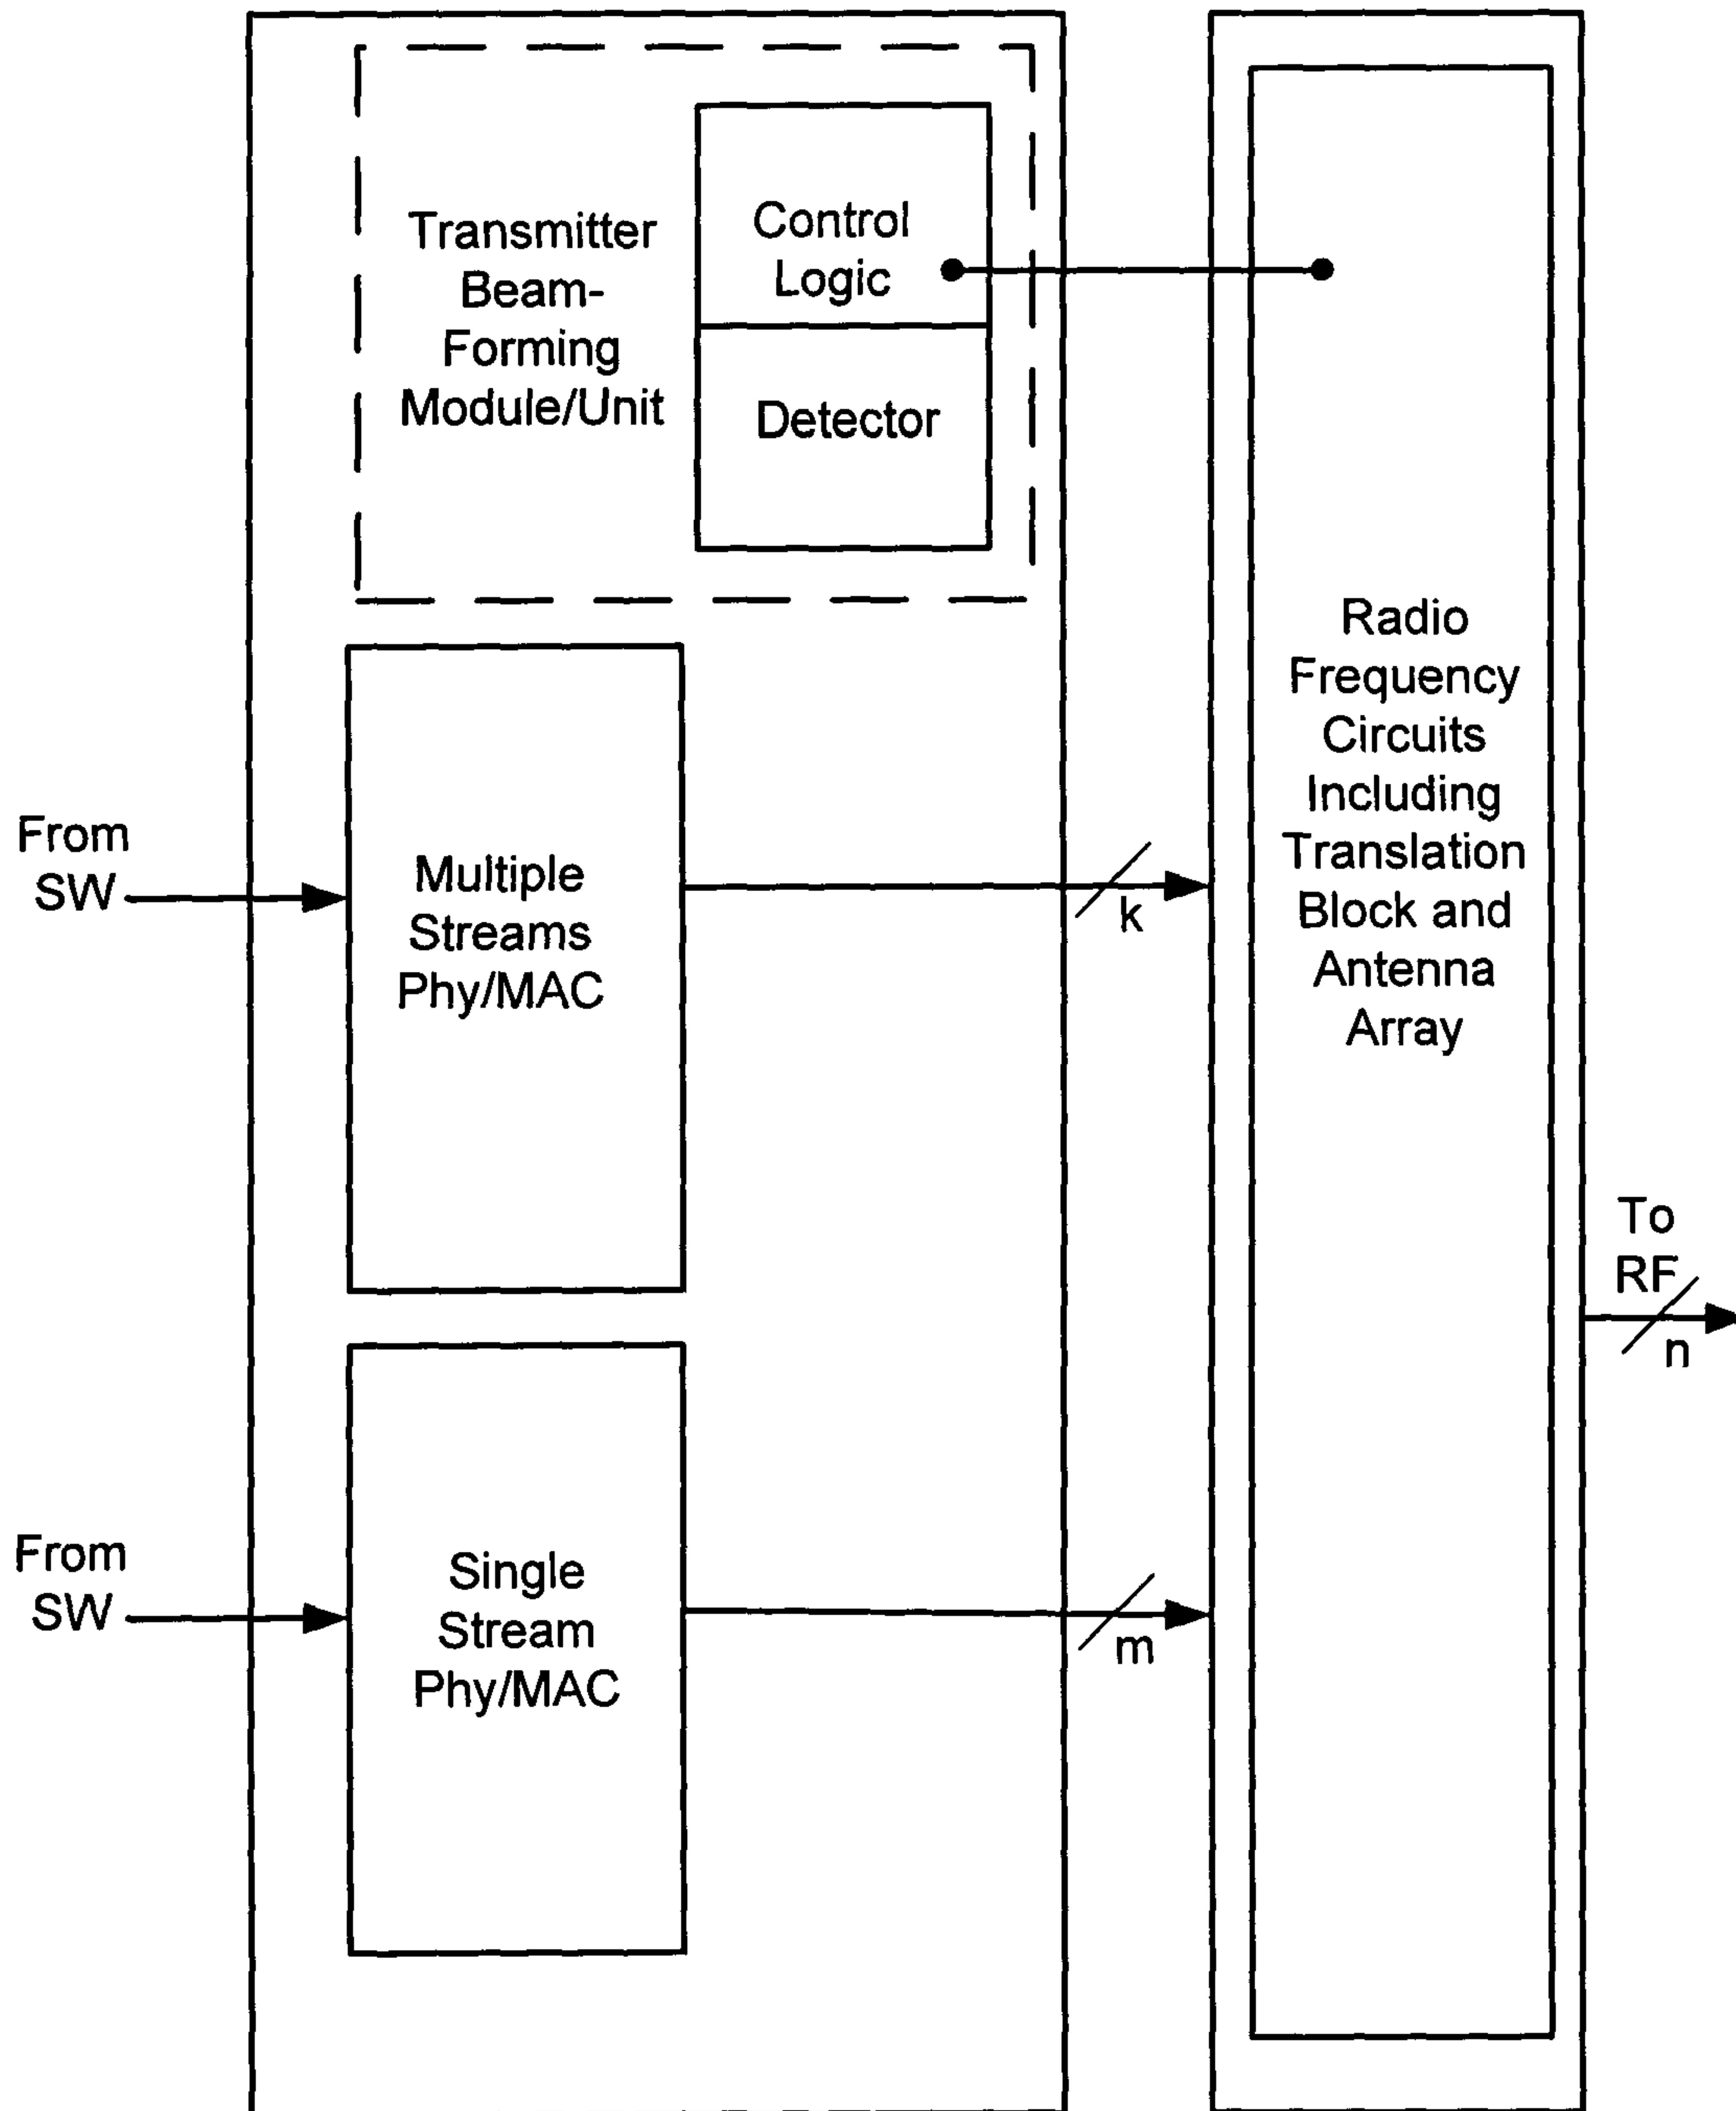 Transmitter
Beam-
Forming
Module/Unit
Control
Logic
Detector
From
SW
Multiple
Streams
Phy/MAC
k
Radio
Frequency
Circuits
Including
Translation
Block and
Antenna
Array
To
RF
n
From
SW
Single
Stream
Phy/MAC
m